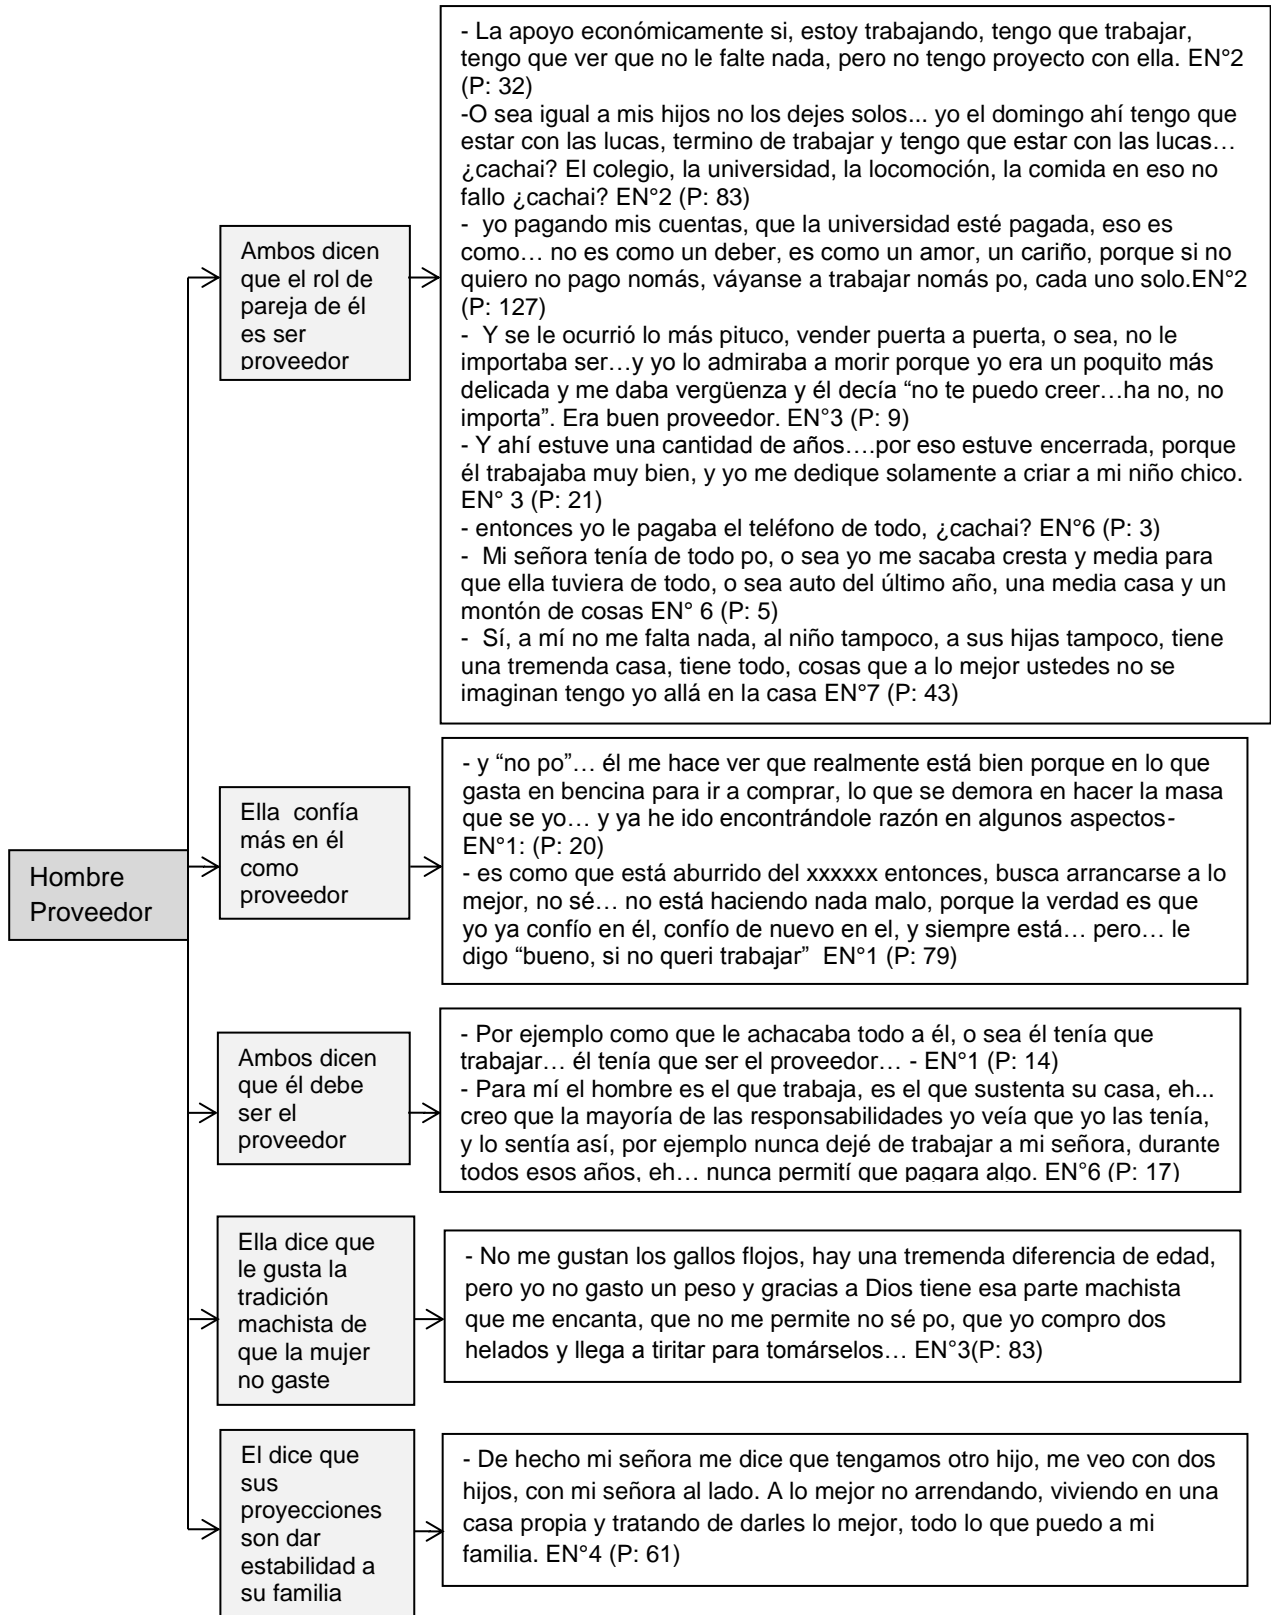 - La apoyo económicamente si, estoy trabajando, tengo que trabajar,
tengo que ver que no le falte nada, pero no tengo proyecto con ella. EN°2
(P: 32)
-O sea igual a mis hijos no los dejes solos... yo el domingo ahí tengo que
estar con las lucas, termino de trabajar y tengo que estar con las lucas…
¿cachai? El colegio, la universidad, la locomoción, la comida en eso no
fallo ¿cachai? EN°2 (P: 83)
- yo pagando mis cuentas, que la universidad esté pagada, eso es
como… no es como un deber, es como un amor, un cariño, porque si no
quiero no pago nomás, váyanse a trabajar nomás po, cada uno solo.EN°2
(P: 127)
- Y se le ocurrió lo más pituco, vender puerta a puerta, o sea, no le
importaba ser…y yo lo admiraba a morir porque yo era un poquito más
delicada y me daba vergüenza y él decía “no te puedo creer…ha no, no
importa”. Era buen proveedor. EN°3 (P: 9)
- Y ahí estuve una cantidad de años….por eso estuve encerrada, porque
él trabajaba muy bien, y yo me dedique solamente a criar a mi niño chico.
EN° 3 (P: 21)
- entonces yo le pagaba el teléfono de todo, ¿cachai? EN°6 (P: 3)
- Mi señora tenía de todo po, o sea yo me sacaba cresta y media para
que ella tuviera de todo, o sea auto del último año, una media casa y un
montón de cosas EN° 6 (P: 5)
- Sí, a mí no me falta nada, al niño tampoco, a sus hijas tampoco, tiene
una tremenda casa, tiene todo, cosas que a lo mejor ustedes no se
imaginan tengo yo allá en la casa EN°7 (P: 43)
Ambos dicen
que el rol de
pareja de él
es ser
proveedor
- y “no po”… él me hace ver que realmente está bien porque en lo que
gasta en bencina para ir a comprar, lo que se demora en hacer la masa
que se yo… y ya he ido encontrándole razón en algunos aspectos-
EN°1: (P: 20)
- es como que está aburrido del xxxxxx entonces, busca arrancarse a lo
mejor, no sé… no está haciendo nada malo, porque la verdad es que
yo ya confío en él, confío de nuevo en el, y siempre está… pero… le
digo “bueno, si no queri trabajar” EN°1 (P: 79)
Ella confía
más en él
como
proveedor
Hombre
Proveedor
- Por ejemplo como que le achacaba todo a él, o sea él tenía que
trabajar… él tenía que ser el proveedor… - EN°1 (P: 14)
- Para mí el hombre es el que trabaja, es el que sustenta su casa, eh...
creo que la mayoría de las responsabilidades yo veía que yo las tenía,
y lo sentía así, por ejemplo nunca dejé de trabajar a mi señora, durante
todos esos años, eh… nunca permití que pagara algo. EN°6 (P: 17)
Ambos dicen
que él debe
ser el
proveedor
Ella dice que
le gusta la
tradición
machista de
que la mujer
no gaste
- No me gustan los gallos flojos, hay una tremenda diferencia de edad,
pero yo no gasto un peso y gracias a Dios tiene esa parte machista
que me encanta, que no me permite no sé po, que yo compro dos
helados y llega a tiritar para tomárselos… EN°3(P: 83)
El dice que
sus
proyecciones
son dar
estabilidad a
su familia
- De hecho mi señora me dice que tengamos otro hijo, me veo con dos
hijos, con mi señora al lado. A lo mejor no arrendando, viviendo en una
casa propia y tratando de darles lo mejor, todo lo que puedo a mi
familia. EN°4 (P: 61)